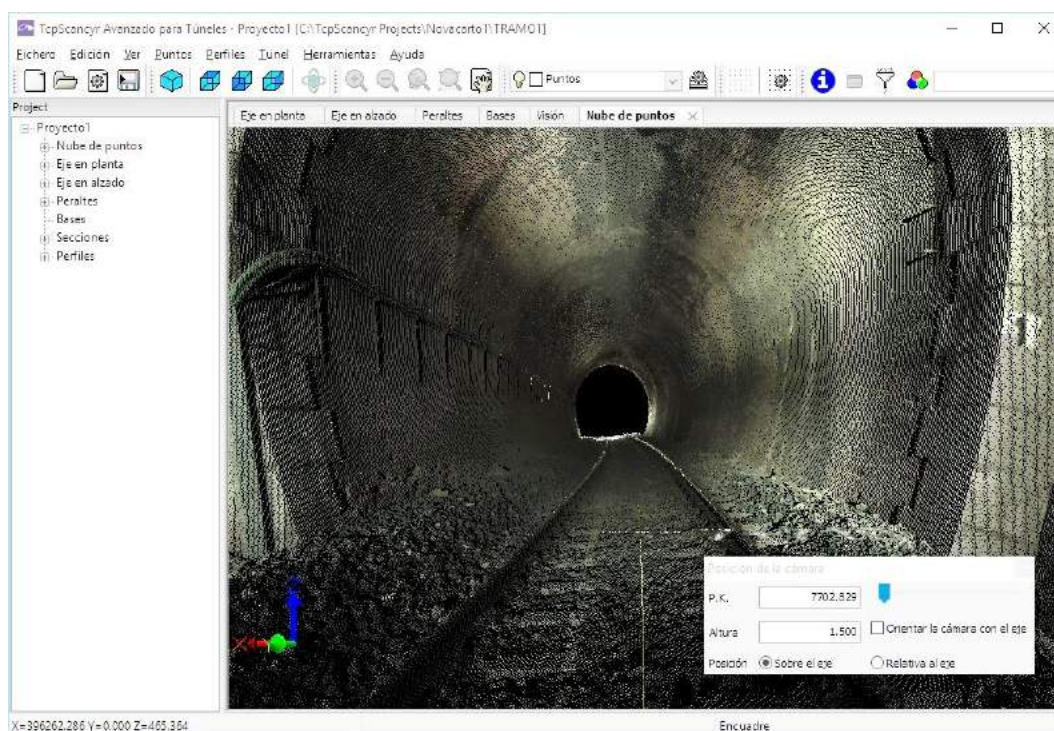 TcpScancyr Avanzado para Túneles - Proyecto1 [C:\TcpScancyr Projects\Novacarto1\TRAMO1]
Fichero Edición Ver Puntos Perfiles Tunel Herramientas Ayuda
Puntos
Project
Proyecto1
Nube de puntos
Eje en planta
Eje en alzado
Peraltes
Bases
Secciones
Perfiles
Eje en planta Eje en alzado Peraltes Bases Visión Nube de puntos
Posición de la cámara
P.K. 7702.829
Altura 1.500 Orientar la cámara con el eje
Posición Sobre el eje Relativa al eje
X=396262.286 Y=0.000 Z=465.364 Encuadre